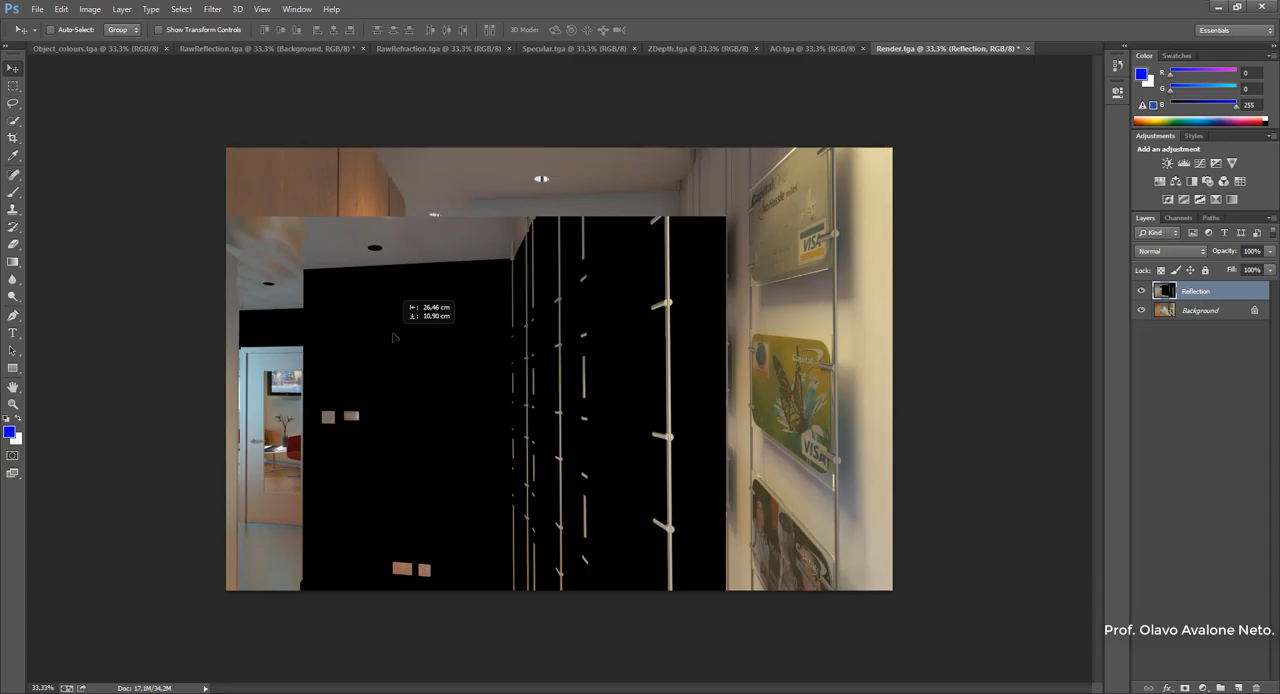 Ps File Edit Image Layer Type Select Filter 3D View Window Help
Auto-Select: Group Show Transform Controls 3D Mode: Essentials
Object_colours.tga @ 33,3% (RGB/8) × RawReflection.tga @ 33,3% (Background, RGB/8) * × RawRefraction.tga @ 33,3% (RGB/8) × Specular.tga @ 33,3% (RGB/8) × ZDepth.tga @ 33,3% (RGB/8) × AO.tga @ 33,3% (RGB/8) × Render.tga @ 33,3% (Reflection, RGB/8) * ×
Color Swatches
R 0
G 0
B 255
Adjustments Styles
Add an adjustment
Layers Channels Paths
Kind
Normal Opacity: 100%
Lock: Fill: 100%
Reflection
Background
Capital
VISA
26,46 cm
10,90 cm
VISA
Prof. Olavo Avalone Neto.
33,33% Doc: 17,1M/34,2M